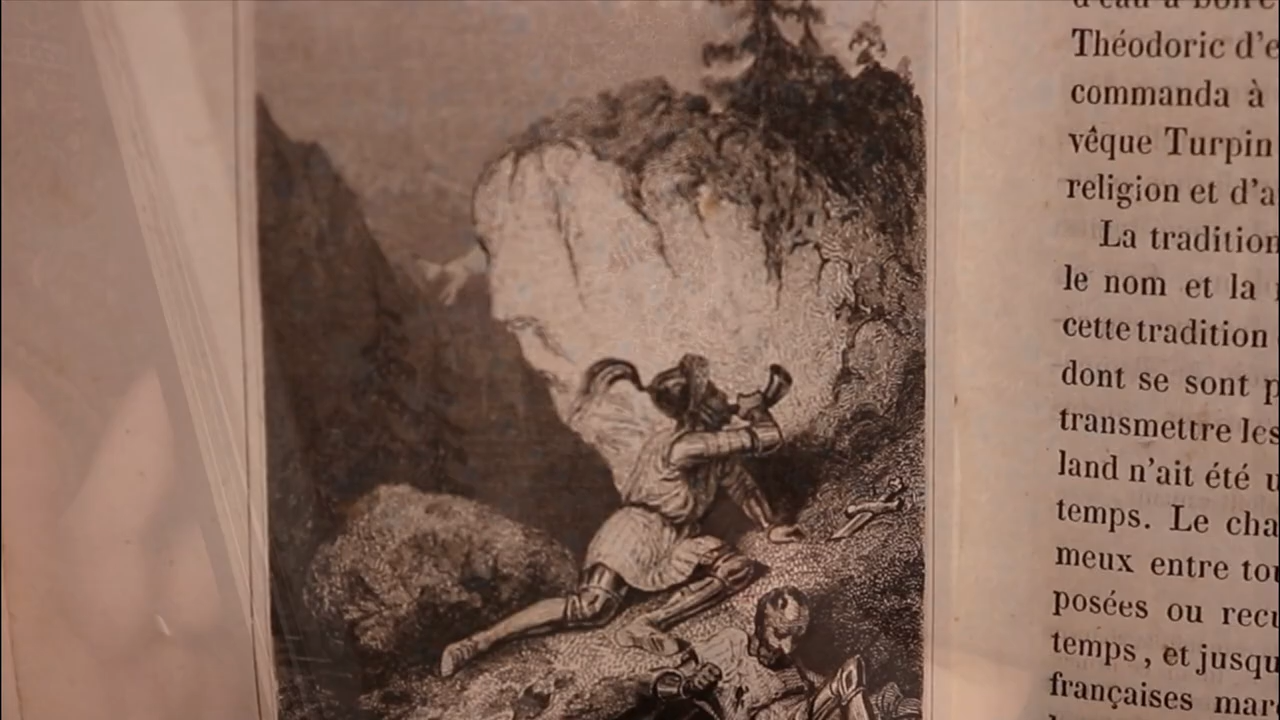 Théodoric d'e
commanda à
vêque Turpin
religion et d'a
La tradition
le nom et la
cette tradition
dont se sont p
transmettre les
land n'ait été u
temps. Le cha
meux entre tou
posées ou recu
temps, et jusqu
françaises mar